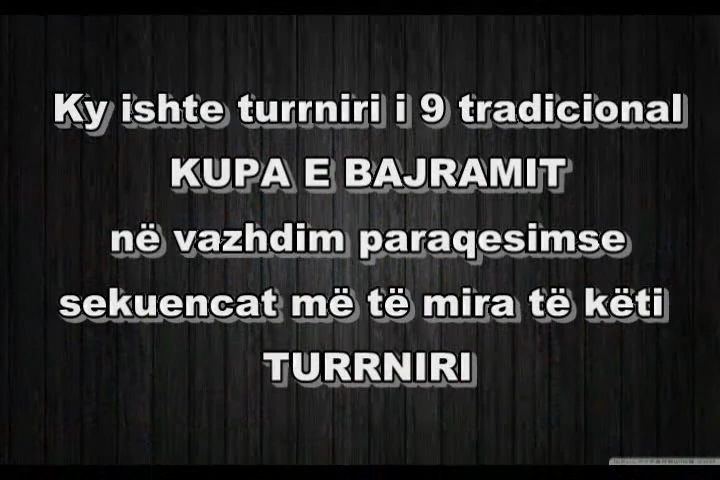 Ky ishte turrniri i 9 tradicional
KUPA E BAJRAMIT
në vazhdim paraqesimse
sekuencat më të mira të këti
TURRNIRI